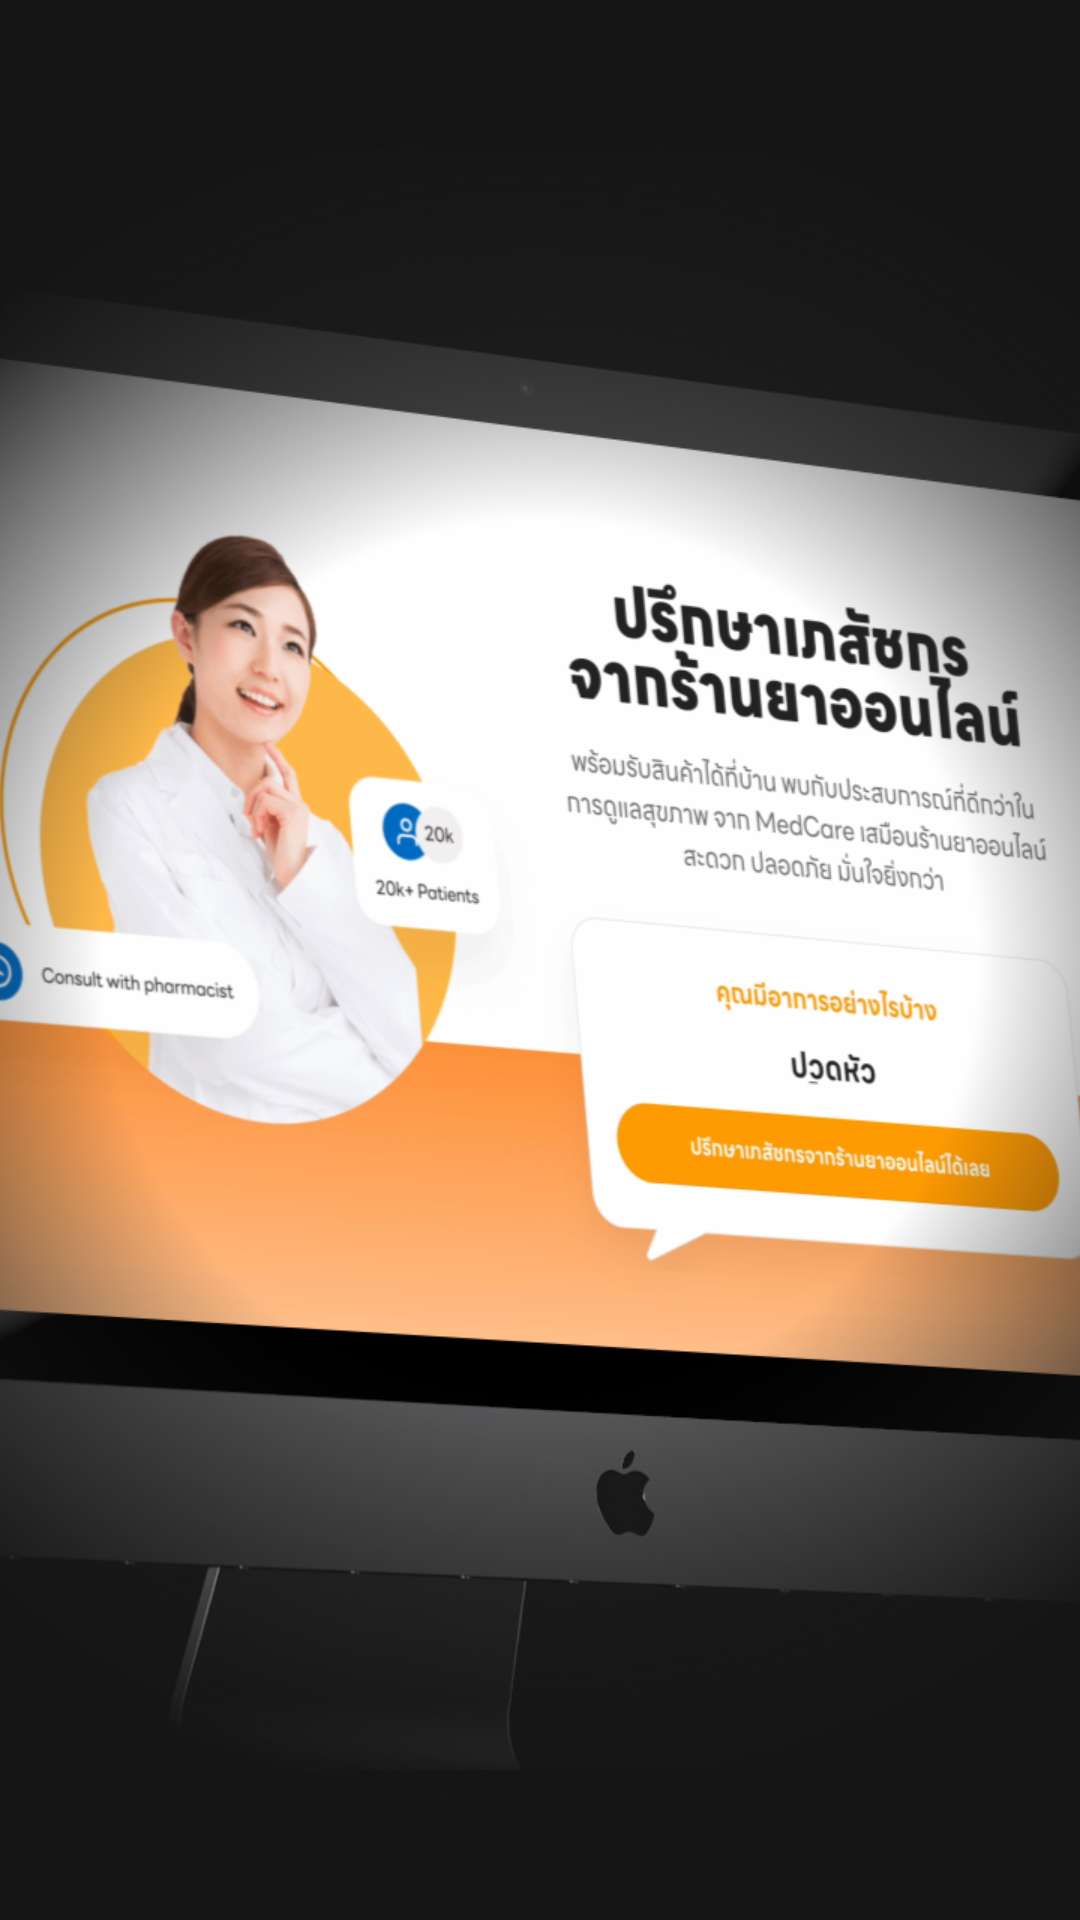 ปรึกษาเภสัชกร
จากร้านยาออนไลน์
พร้อมรับสินค้าได้ที่บ้าน พบกับประสบการณ์ที่ดีกว่าใน
การดูแลสุขภาพ จาก MedCare เสมือนร้านยาออนไลน์
สะดวก ปลอดภัย มั่นใจยิ่งกว่า
20k
20k+ Patients
Consult with pharmacist
คุณมีอาการอย่างไรบ้าง
ปวดหัว
ปรึกษาเภสัชกรจากร้านยาออนไลน์ได้เลย